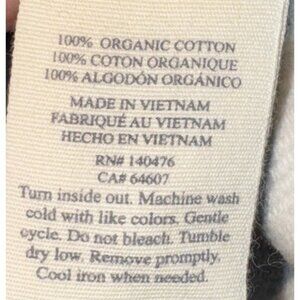 100% ORGANIC COTTON
100% COTON ORGANIQUE
100% ALGODÓN ORGÁNICO
MADE IN VIETNAM
FABRIQUÉ AU VIETNAM
HECHO EN VIETNAM
RN# 140476
CA# 64607
Turn inside out. Machine wash
cold with like colors. Gentle
cycle. Do not bleach. Tumble
dry low. Remove promptly.
Cool iron when needed.